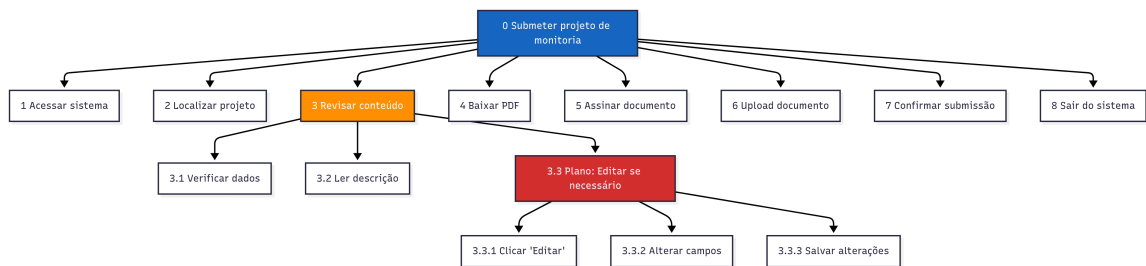 0 Submeter projeto de
monitoria
1 Acessar sistema
2 Localizar projeto
3 Revisar conteúdo
4 Baixar PDF
5 Assinar documento
6 Upload documento
7 Confirmar submissão
8 Sair do sistema
3.1 Verificar dados
3.2 Ler descrição
3.3 Plano: Editar se
necessário
3.3.1 Clicar 'Editar'
3.3.2 Alterar campos
3.3.3 Salvar alterações